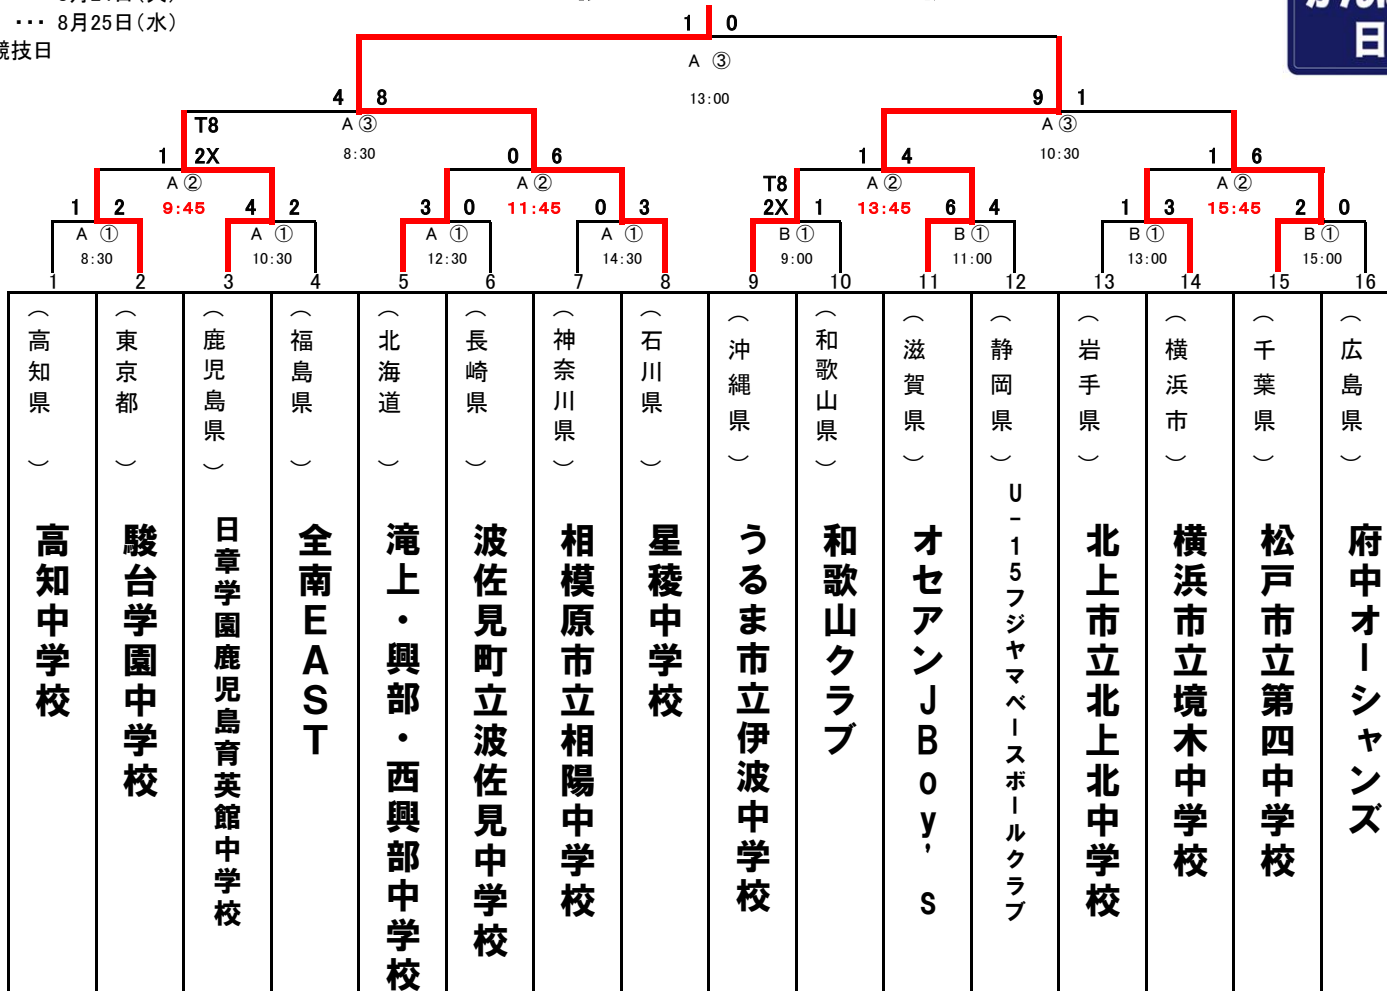 … 8月25日(水)
競技日
日
1 0
A ③
13:00
4 8
A ③
8:30
9 1
A ③
10:30
T8
1 2X
A ②
9:45
0 6
A ②
11:45
1 4
A ②
13:45
1 6
A ②
15:45
1 2
A ①
8:30
4 2
A ①
10:30
3 0
A ①
12:30
0 3
A ①
14:30
T8
2X 1
B ①
9:00
6 4
B ①
11:00
1 3
B ①
13:00
2 0
B ①
15:00
1 2 3 4 5 6 7 8 9 10 11 12 13 14 15 16
（高知県）
高知中学校
（東京都）
駿台学園中学校
（鹿児島県）
日章学園鹿児島育英館中学校
（福島県）
全南EAST
（北海道）
滝上・興部・西興部中学校
（長崎県）
波佐見町立波佐見中学校
（神奈川県）
相模原市立相陽中学校
（石川県）
星稜中学校
（沖縄県）
うるま市立伊波中学校
（和歌山県）
和歌山クラブ
（滋賀県）
オセアンJBoy's
（静岡県）
U-15フジヤマベースボールクラブ
（岩手県）
北上市立北上北中学校
（横浜市）
横浜市立境木中学校
（千葉県）
松戸市立第四中学校
（広島県）
府中オーシャンズ